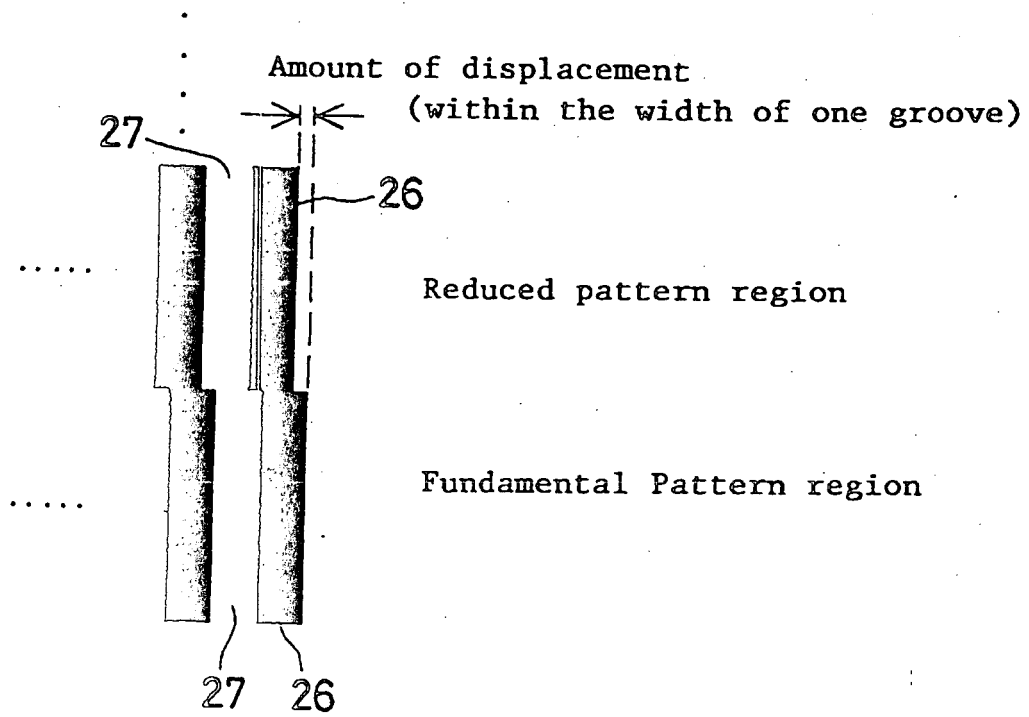 Amount of displacement
(within the width of one groove)
27
26
.....
Reduced pattern region
Fundamental Pattern region
.....
27
26